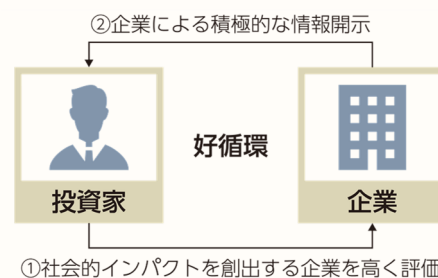 ②企業による積極的な情報開示
好循環
投資家
企業
①社会的インパクトを創出する企業を高く評価